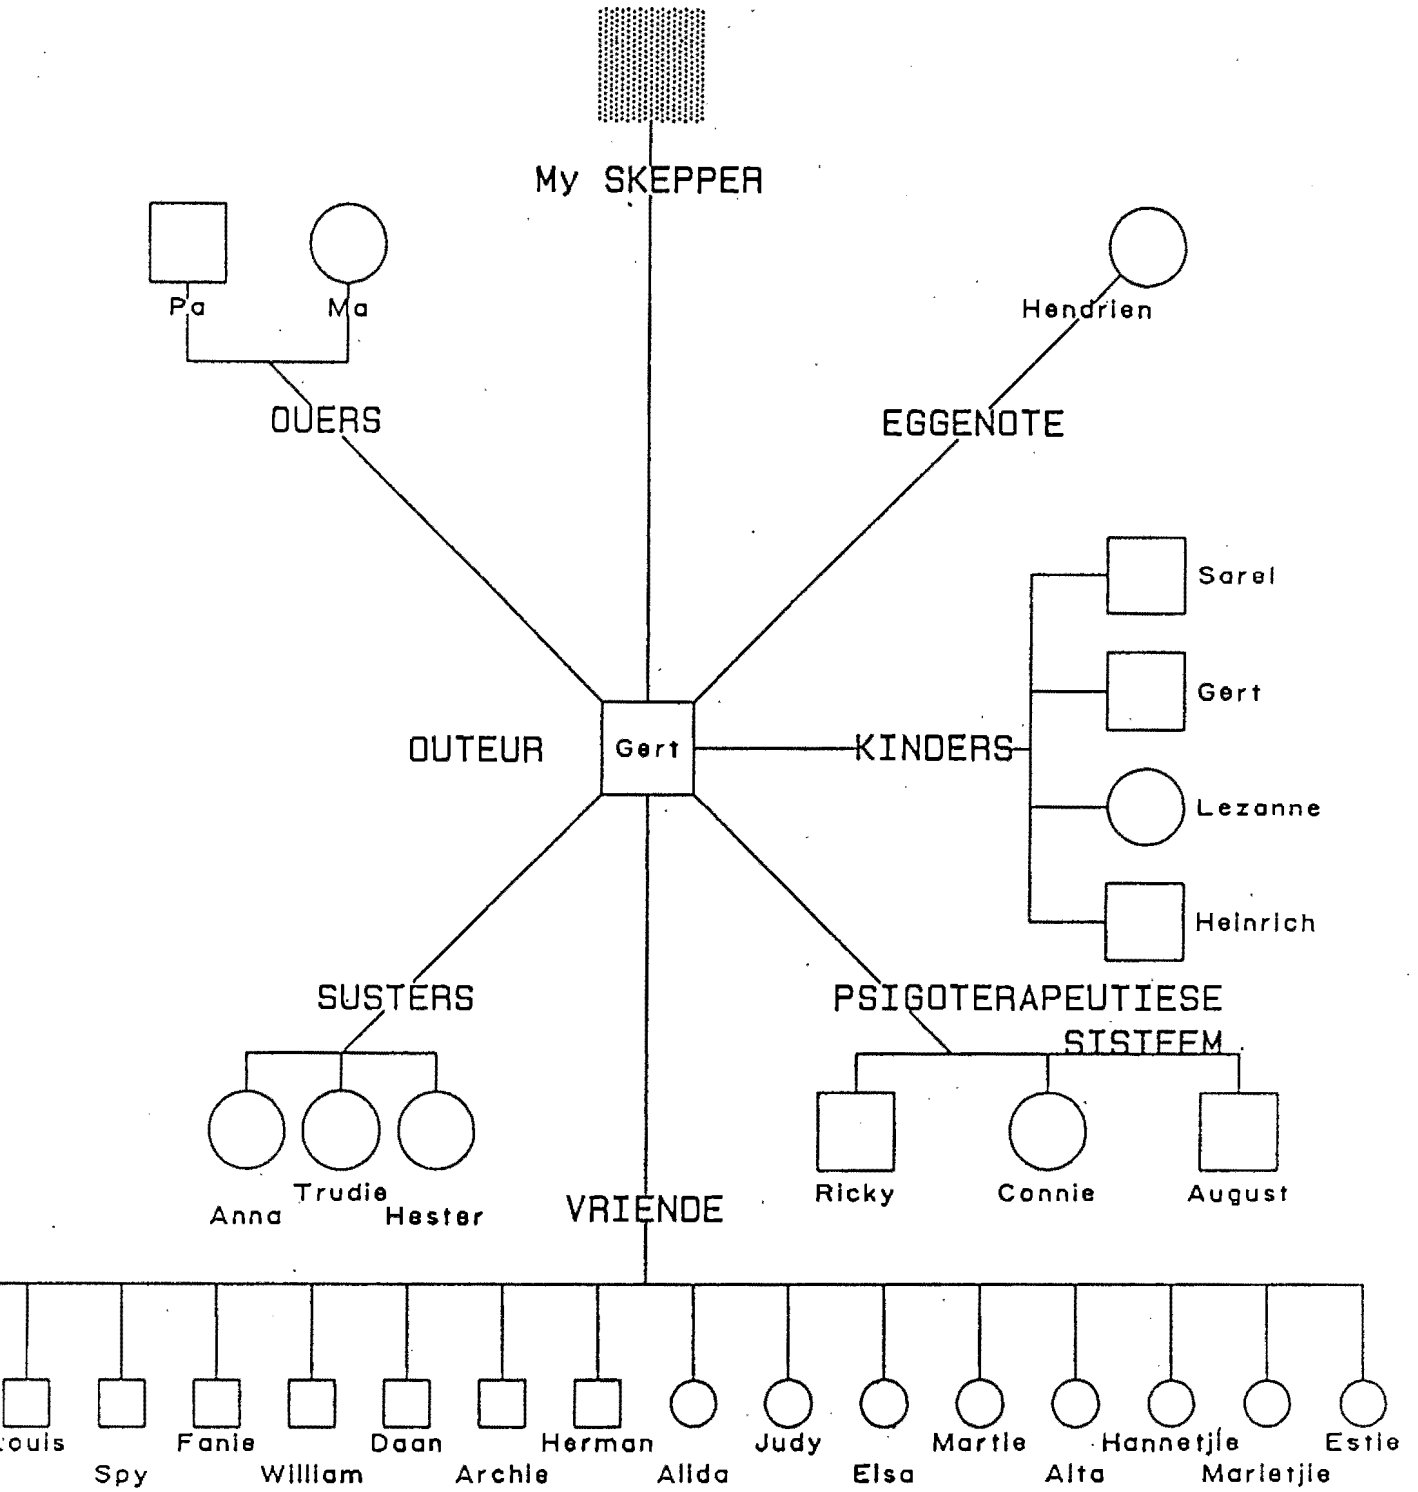 My SKEPPER
Pa
Ma
Hendrien
OUERS
EGGENOTE
Sarel
Gert
OUTEUR
Gert
KINDERS
Lezanne
Heinrich
SUSTERS
PSIGOTERAPEUTIESE
SISTEEM
Trudie
Anna
Hester
Ricky
Connie
August
VRIENDE
Louis
Fanie
Daan
Herman
Judy
Martie
Hannetjie
Estie
Spy
William
Archie
Alida
Elsa
Alta
Marietjie